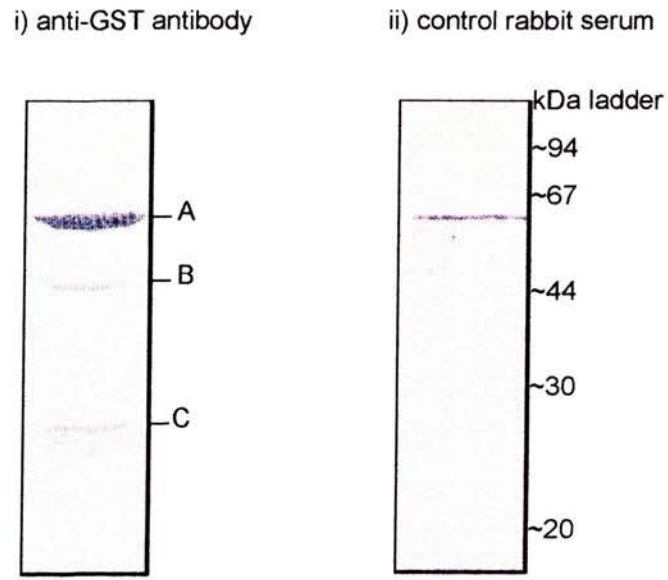 i) anti-GST antibody
ii) control rabbit serum
kDa ladder
A
B
C
~94
~67
~44
~30
~20